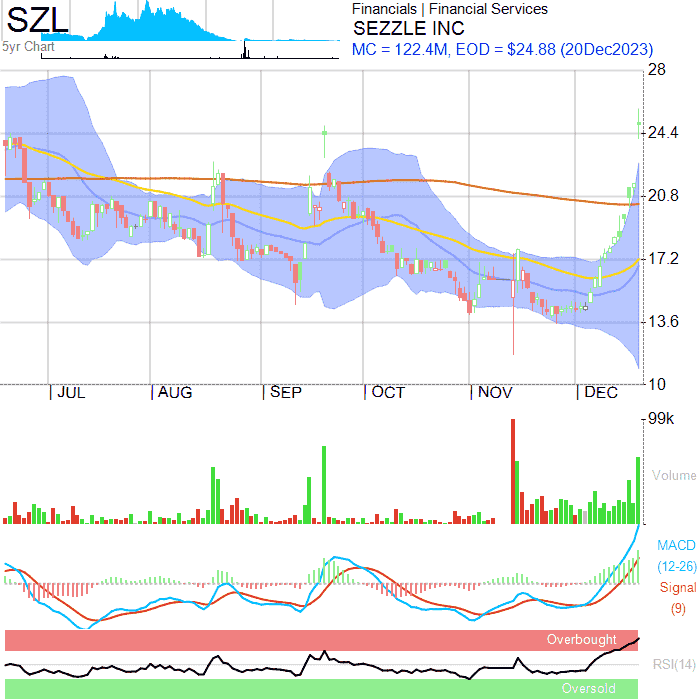 SZL
5yr Chart
Financials | Financial Services
SEZZLE INC
MC = 122.4M, EOD = $24.88 (20Dec2023)
28
24.4
20.8
17.2
13.6
10
JUL
AUG
SEP
OCT
NOV
DEC
99k
Volume
MACD
(12-26)
Signal
(9)
Overbought
RSI(14)
Oversold